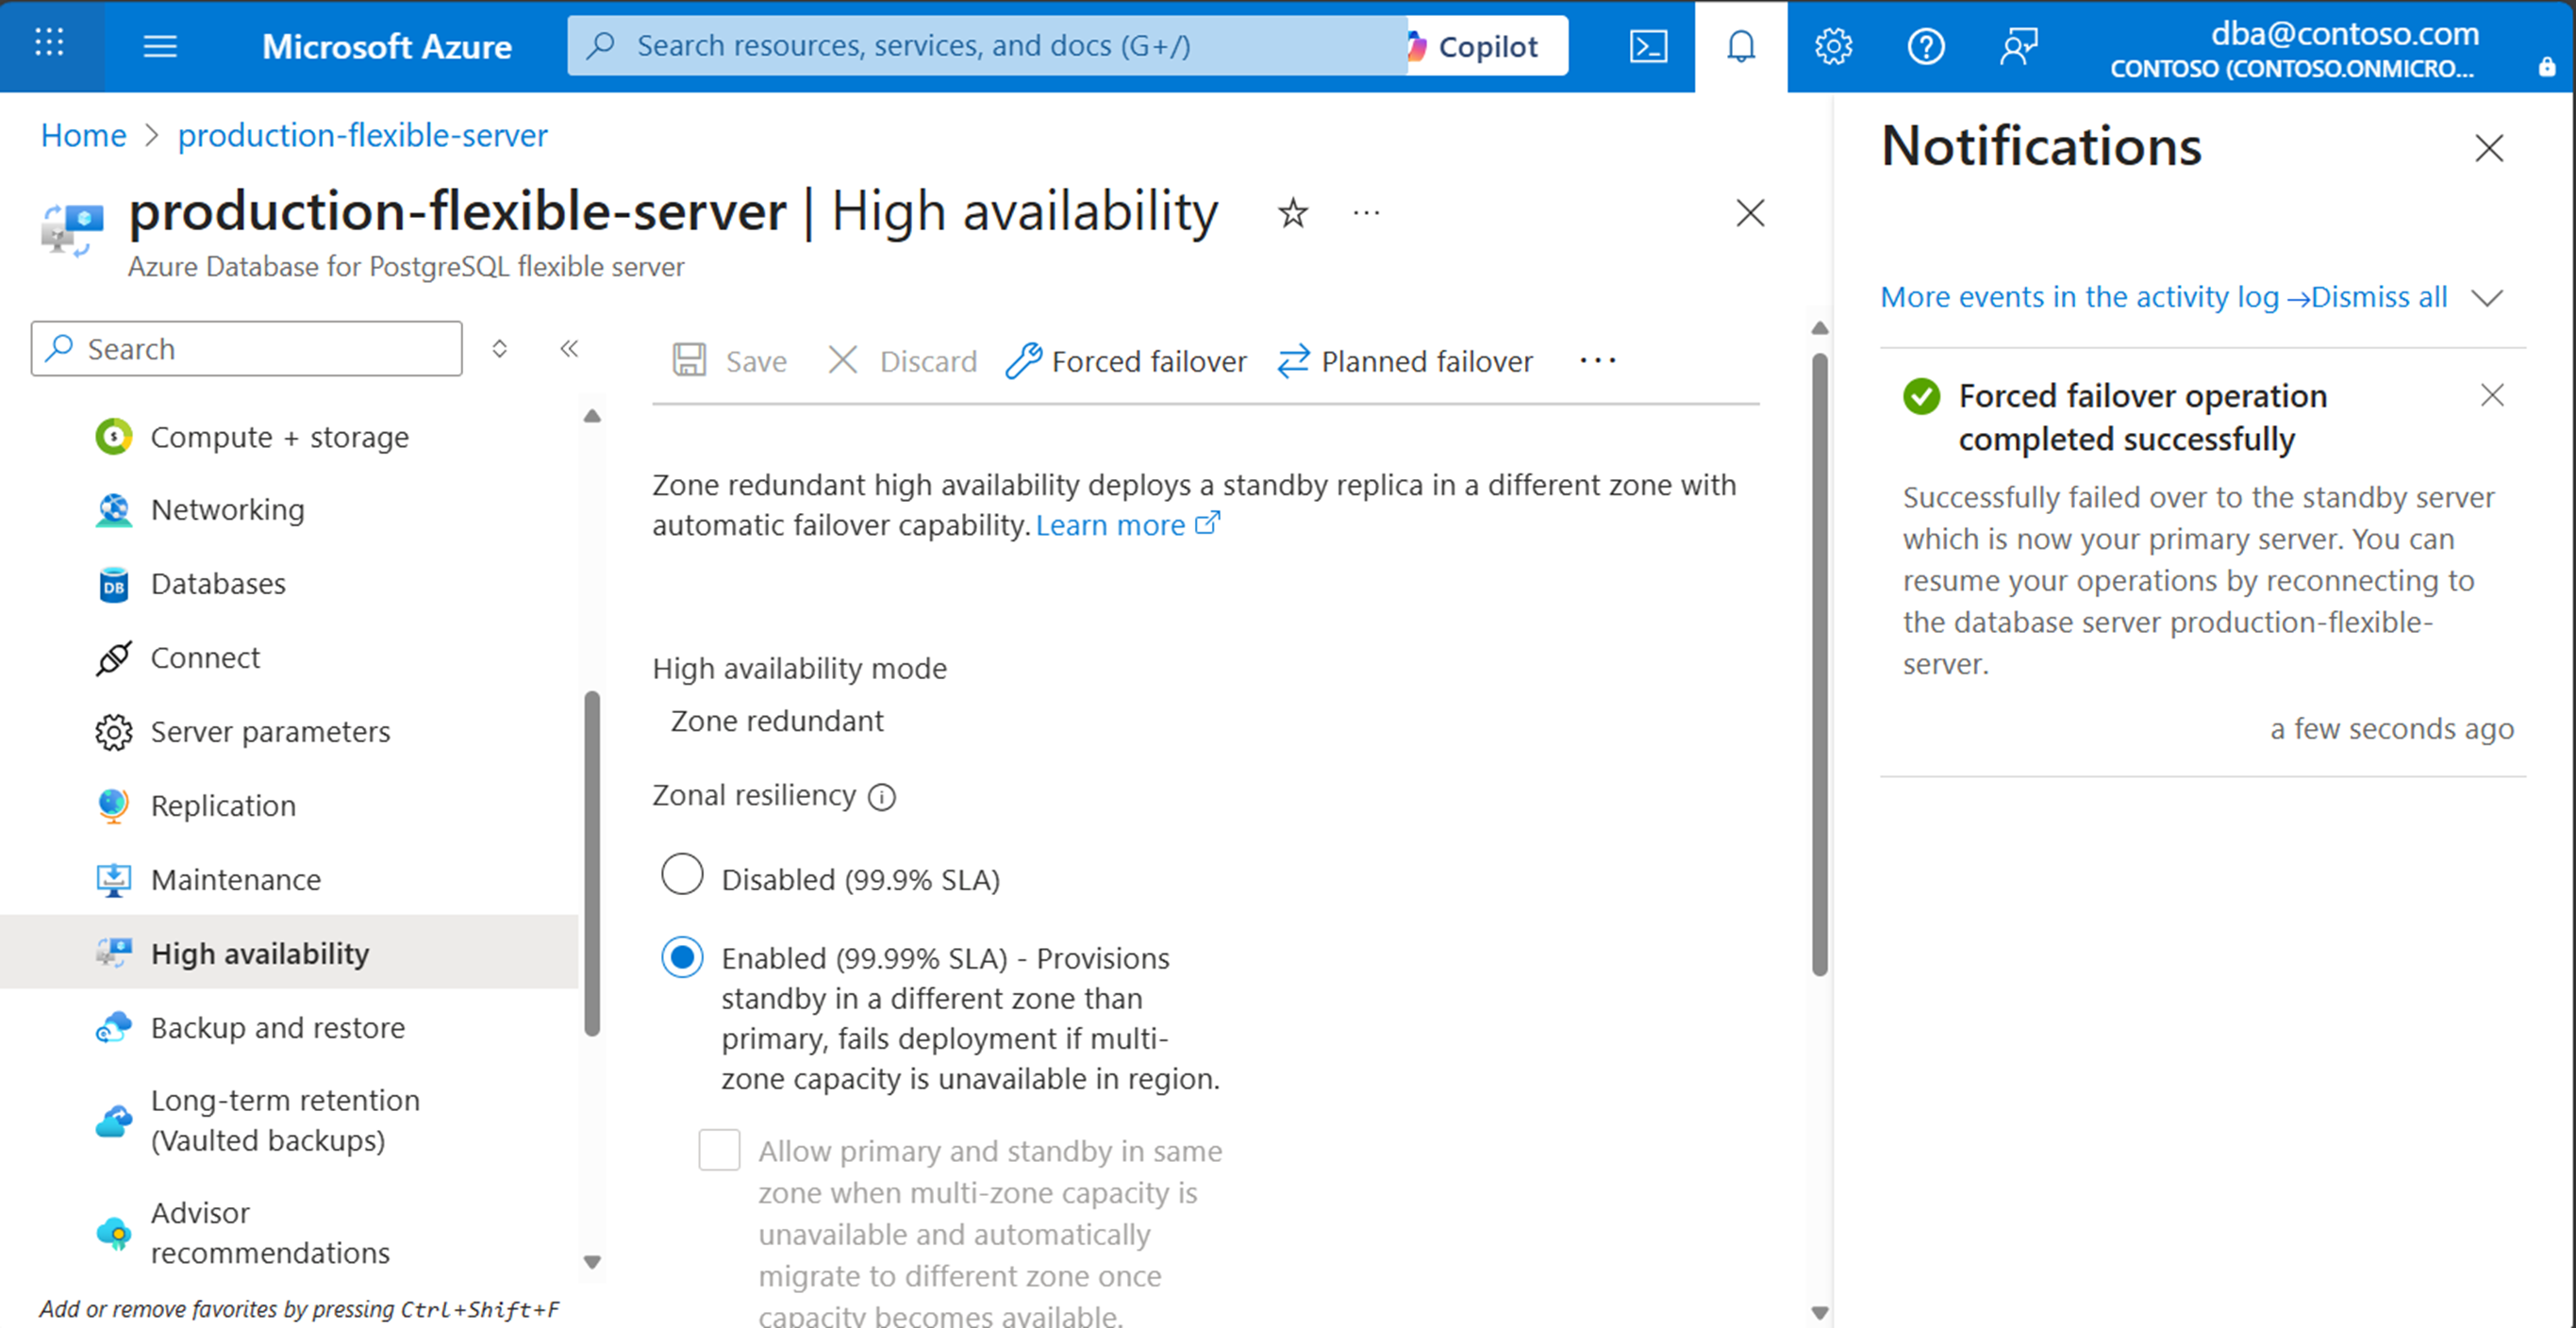 Microsoft Azure
Search resources, services, and docs (G+/)
Copilot
dba@contoso.com
CONTOSO (CONTOSO.ONMICRO...
Home > production-flexible-server
production-flexible-server | High availability
Azure Database for PostgreSQL flexible server
Search
Compute + storage
Networking
Databases
Connect
Server parameters
Replication
Maintenance
High availability
Backup and restore
Long-term retention
(Vaulted backups)
Advisor
recommendations
Add or remove favorites by pressing Ctrl+Shift+F
Save
Discard
Forced failover
Planned failover
Zone redundant high availability deploys a standby replica in a different zone with
automatic failover capability. Learn more
High availability mode
Zone redundant
Zonal resiliency
Disabled (99.9% SLA)
Enabled (99.99% SLA) - Provisions
standby in a different zone than
primary, fails deployment if multi-
zone capacity is unavailable in region.
Allow primary and standby in same
zone when multi-zone capacity is
unavailable and automatically
migrate to different zone once
capacity becomes available.
Notifications
More events in the activity log →
Dismiss all
Forced failover operation
completed successfully
Successfully failed over to the standby server
which is now your primary server. You can
resume your operations by reconnecting to
the database server production-flexible-
server.
a few seconds ago